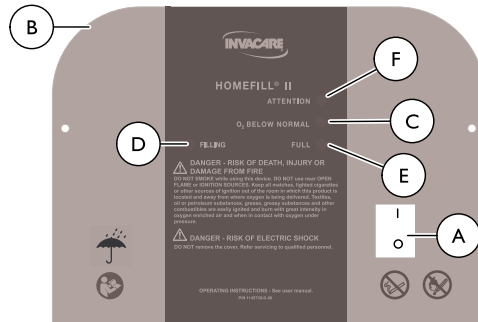 B
INVACARE
F
HOMEFILL® II
ATTENTION
C
O₂ BELOW NORMAL
D
FILLING
FULL
E
DANGER - RISK OF DEATH, INJURY OR
DAMAGE FROM FIRE
DO NOT SMOKE while using this device. DO NOT use near OPEN
FLAME or IGNITION SOURCES. Keep all matches, lighted cigarettes
or other sources of ignition out of the room in which this product is
located and away from where oxygen is being delivered. Textiles,
oil or petroleum substances, grease, greasy substances and other
combustibles are easily ignited and burn with great intensity in
oxygen enriched air and when in contact with oxygen under
pressure.
I
A
O
DANGER - RISK OF ELECTRIC SHOCK
DO NOT remove the cover. Refer servicing to qualified personnel.
OPERATING INSTRUCTIONS - See user manual.